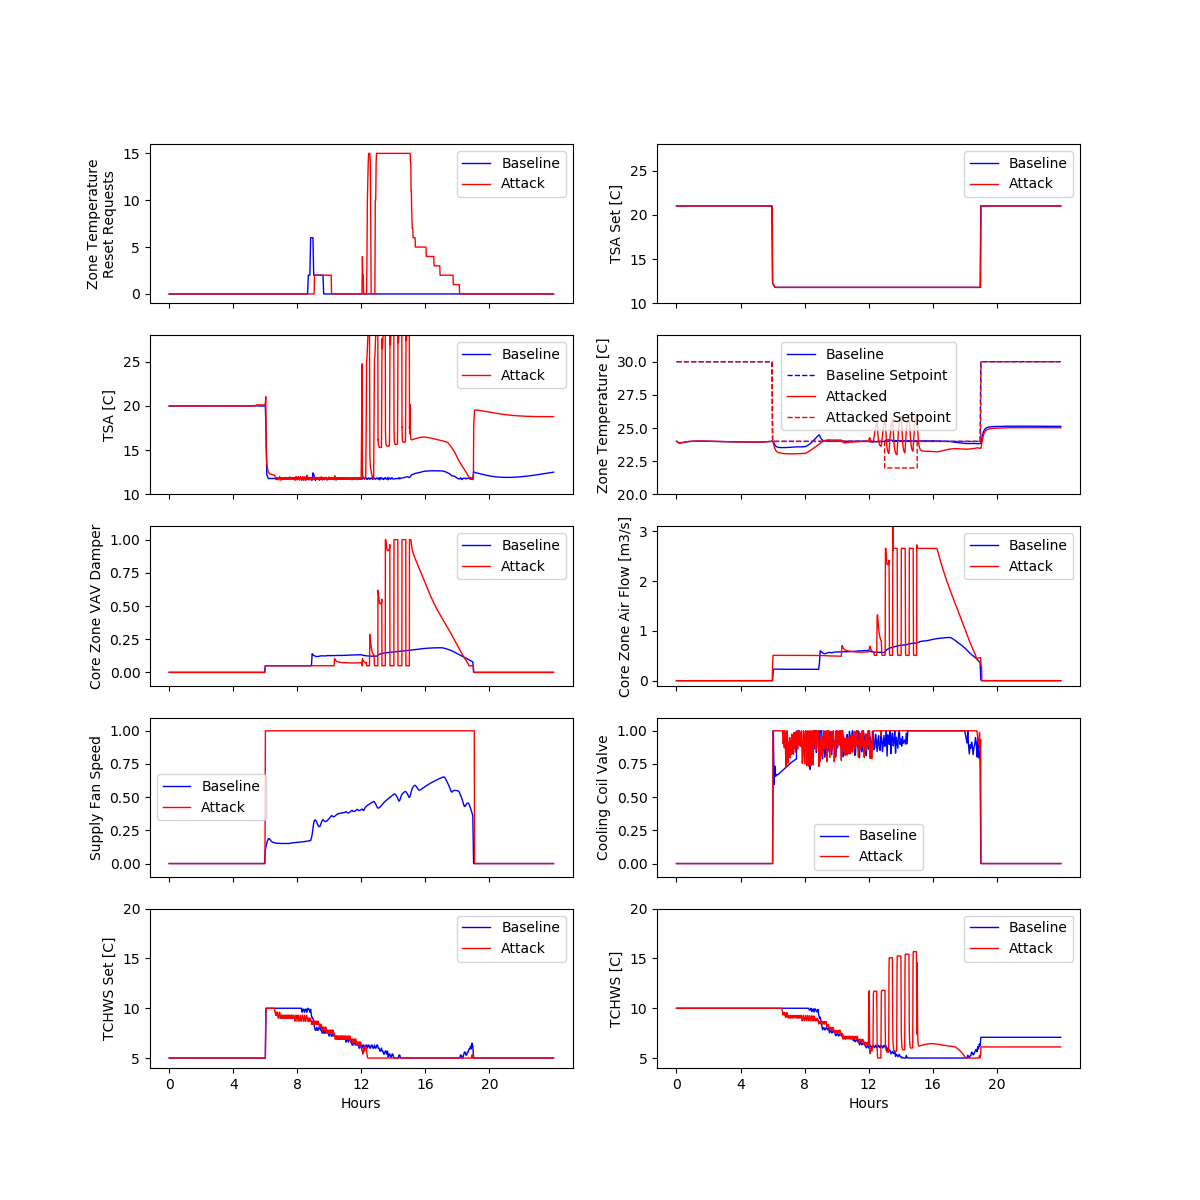 Zone Temperature
Reset Requests
15
10
5
0
Baseline
Attack
TSA Set [C]
25
20
15
10
Baseline
Attack
TSA [C]
25
20
15
10
Baseline
Attack
Zone Temperature [C]
30.0
27.5
25.0
22.5
20.0
Baseline
Baseline Setpoint
Attacked
Attacked Setpoint
Core Zone VAV Damper
1.00
0.75
0.50
0.25
0.00
Baseline
Attack
Core Zone Air Flow [m3/s]
3
2
1
0
Baseline
Attack
Supply Fan Speed
1.00
0.75
0.50
0.25
0.00
Baseline
Attack
Cooling Coil Valve
1.00
0.75
0.50
0.25
0.00
Baseline
Attack
TCHWS Set [C]
20
15
10
5
Baseline
Attack
0 4 8 12 16 20
Hours
TCHWS [C]
20
15
10
5
Baseline
Attack
0 4 8 12 16 20
Hours